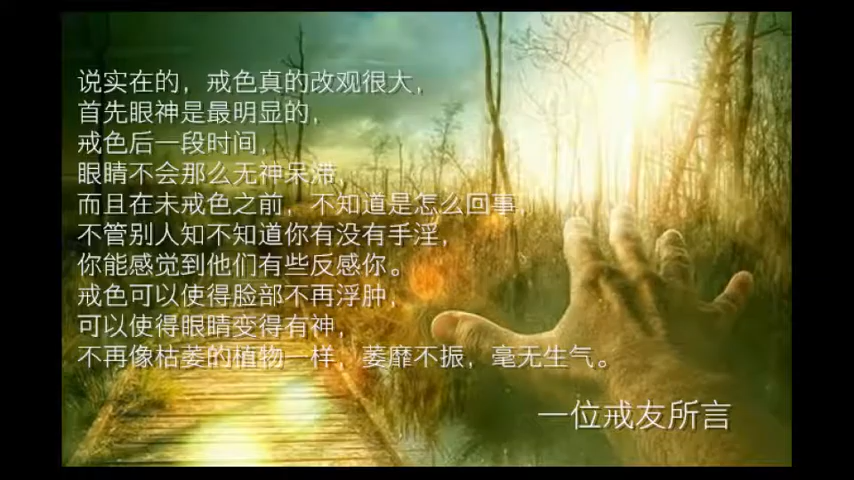 说实在的，戒色真的改观很大，
首先眼神是最明显的，
戒色后一段时间，
眼睛不会那么无神呆滞，
而且在未戒色之前，不知道是怎么回事，
不管别人知不知道你有没有手淫，
你能感觉到他们有些反感你。
戒色可以使得脸部不再浮肿，
可以使得眼睛变得有神，
不再像枯萎的植物一样，萎靡不振，毫无生气。
—位戒友所言